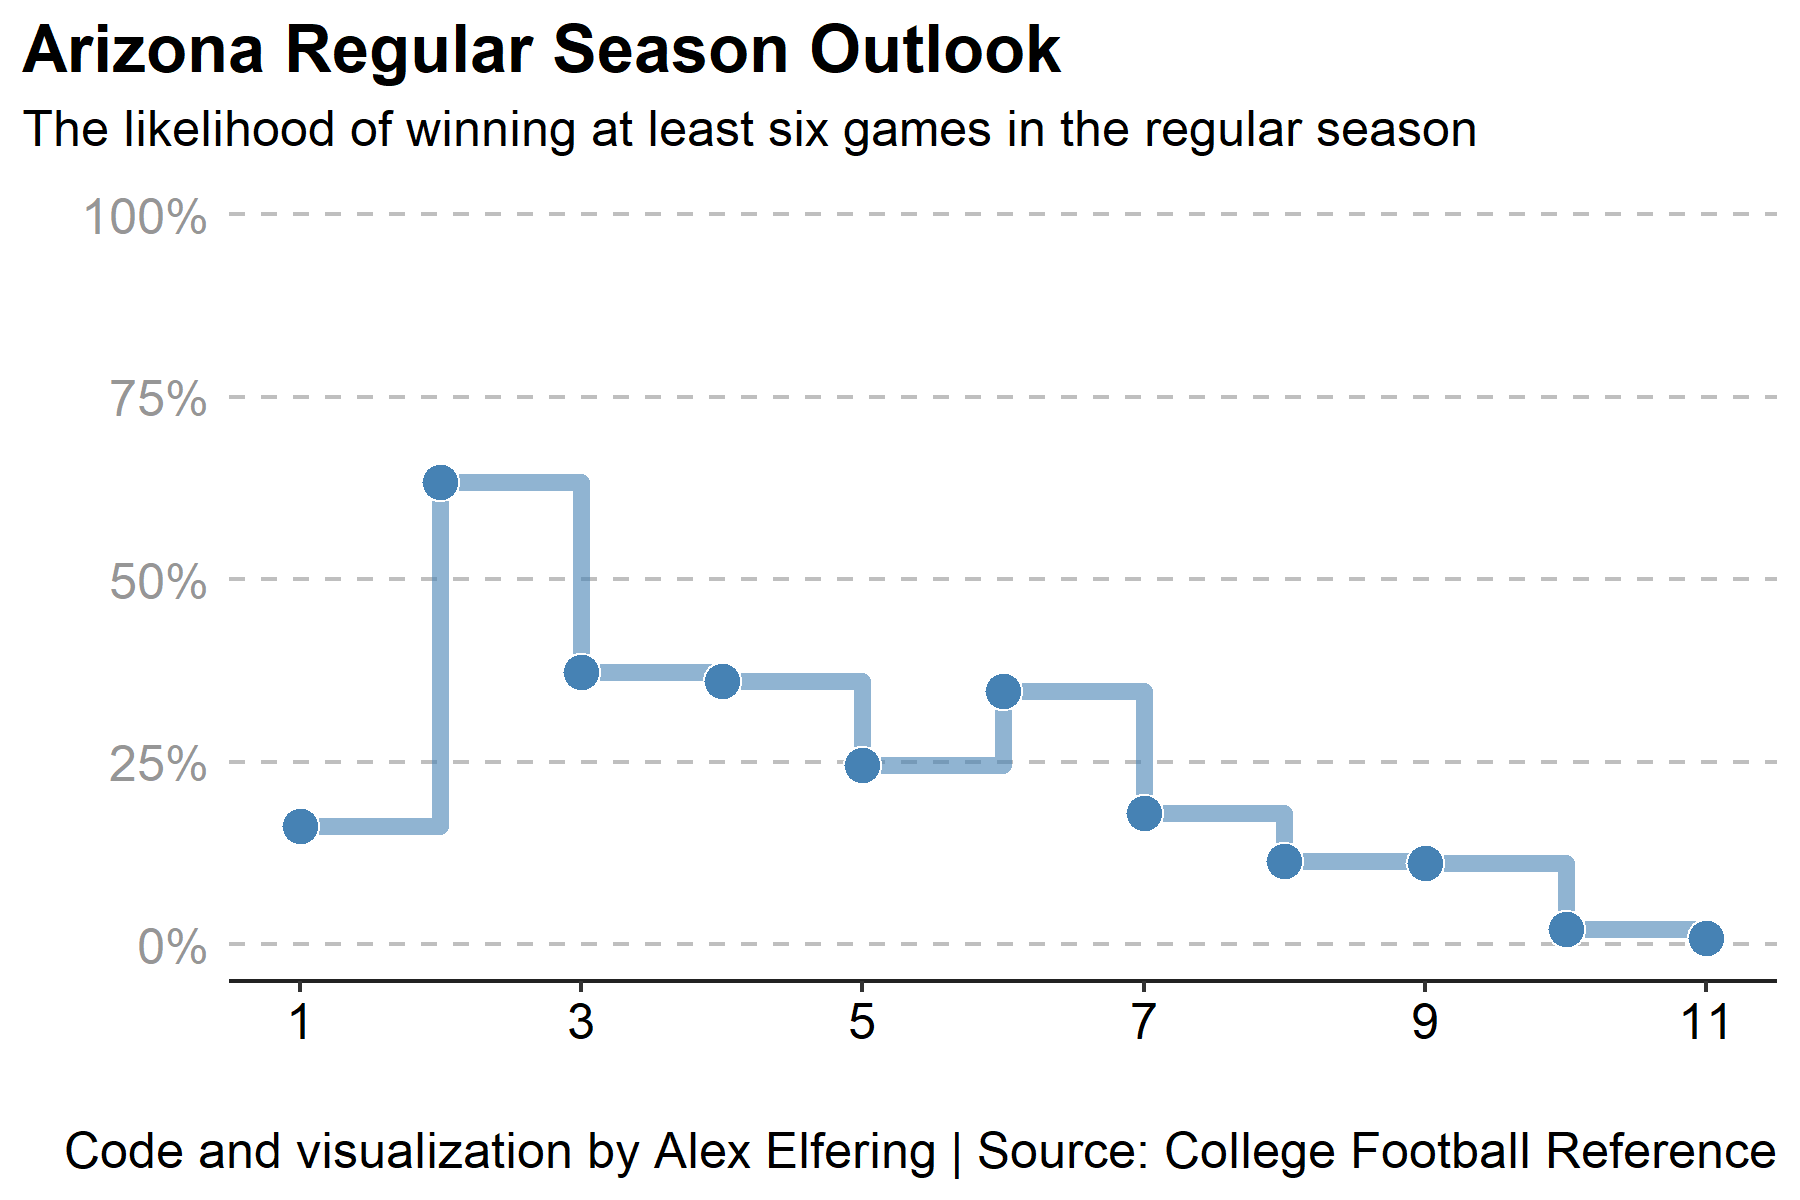 Arizona Regular Season Outlook
The likelihood of winning at least six games in the regular season
100%
75%
50%
25%
0%
1 3 5 7 9 11
Code and visualization by Alex Elfering | Source: College Football Reference